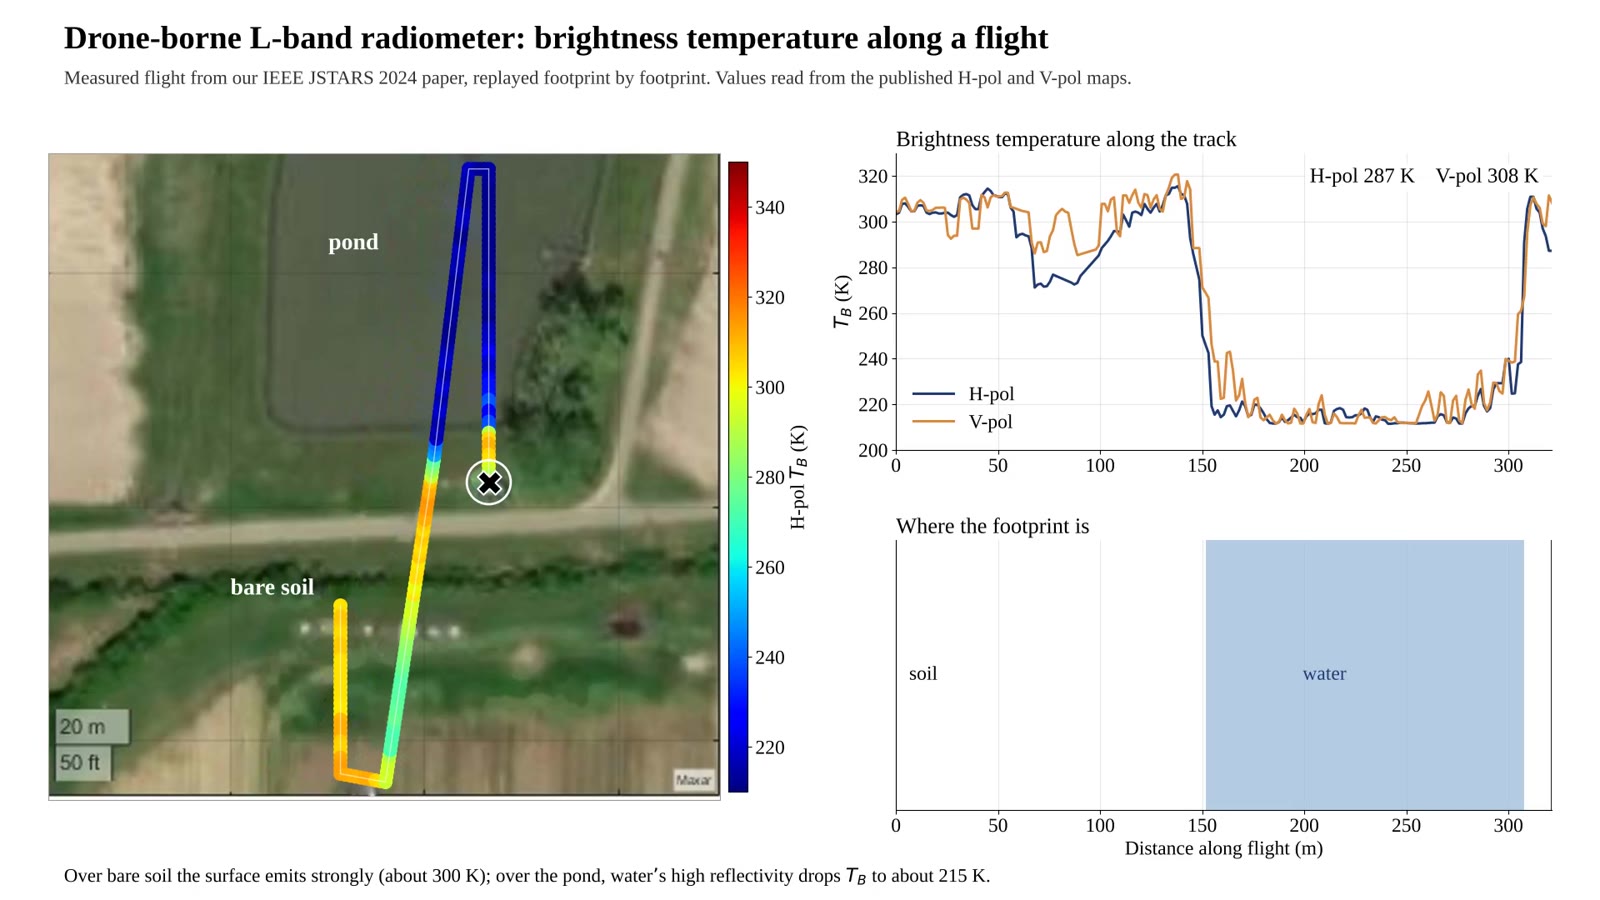 Drone-borne L-band radiometer: brightness temperature along a flight
Measured flight from our IEEE JSTARS 2024 paper, replayed footprint by footprint. Values read from the published H-pol and V-pol maps.
pond
bare soil
20 m
50 ft
Maxar
340
320
300
280
260
240
220
H-pol T_B (K)
Brightness temperature along the track
H-pol 287 K V-pol 308 K
320
300
280
260
240
220
200
T_B (K)
H-pol
V-pol
0 50 100 150 200 250 300
Where the footprint is
soil
water
0 50 100 150 200 250 300
Distance along flight (m)
Over bare soil the surface emits strongly (about 300 K); over the pond, water's high reflectivity drops T_B to about 215 K.